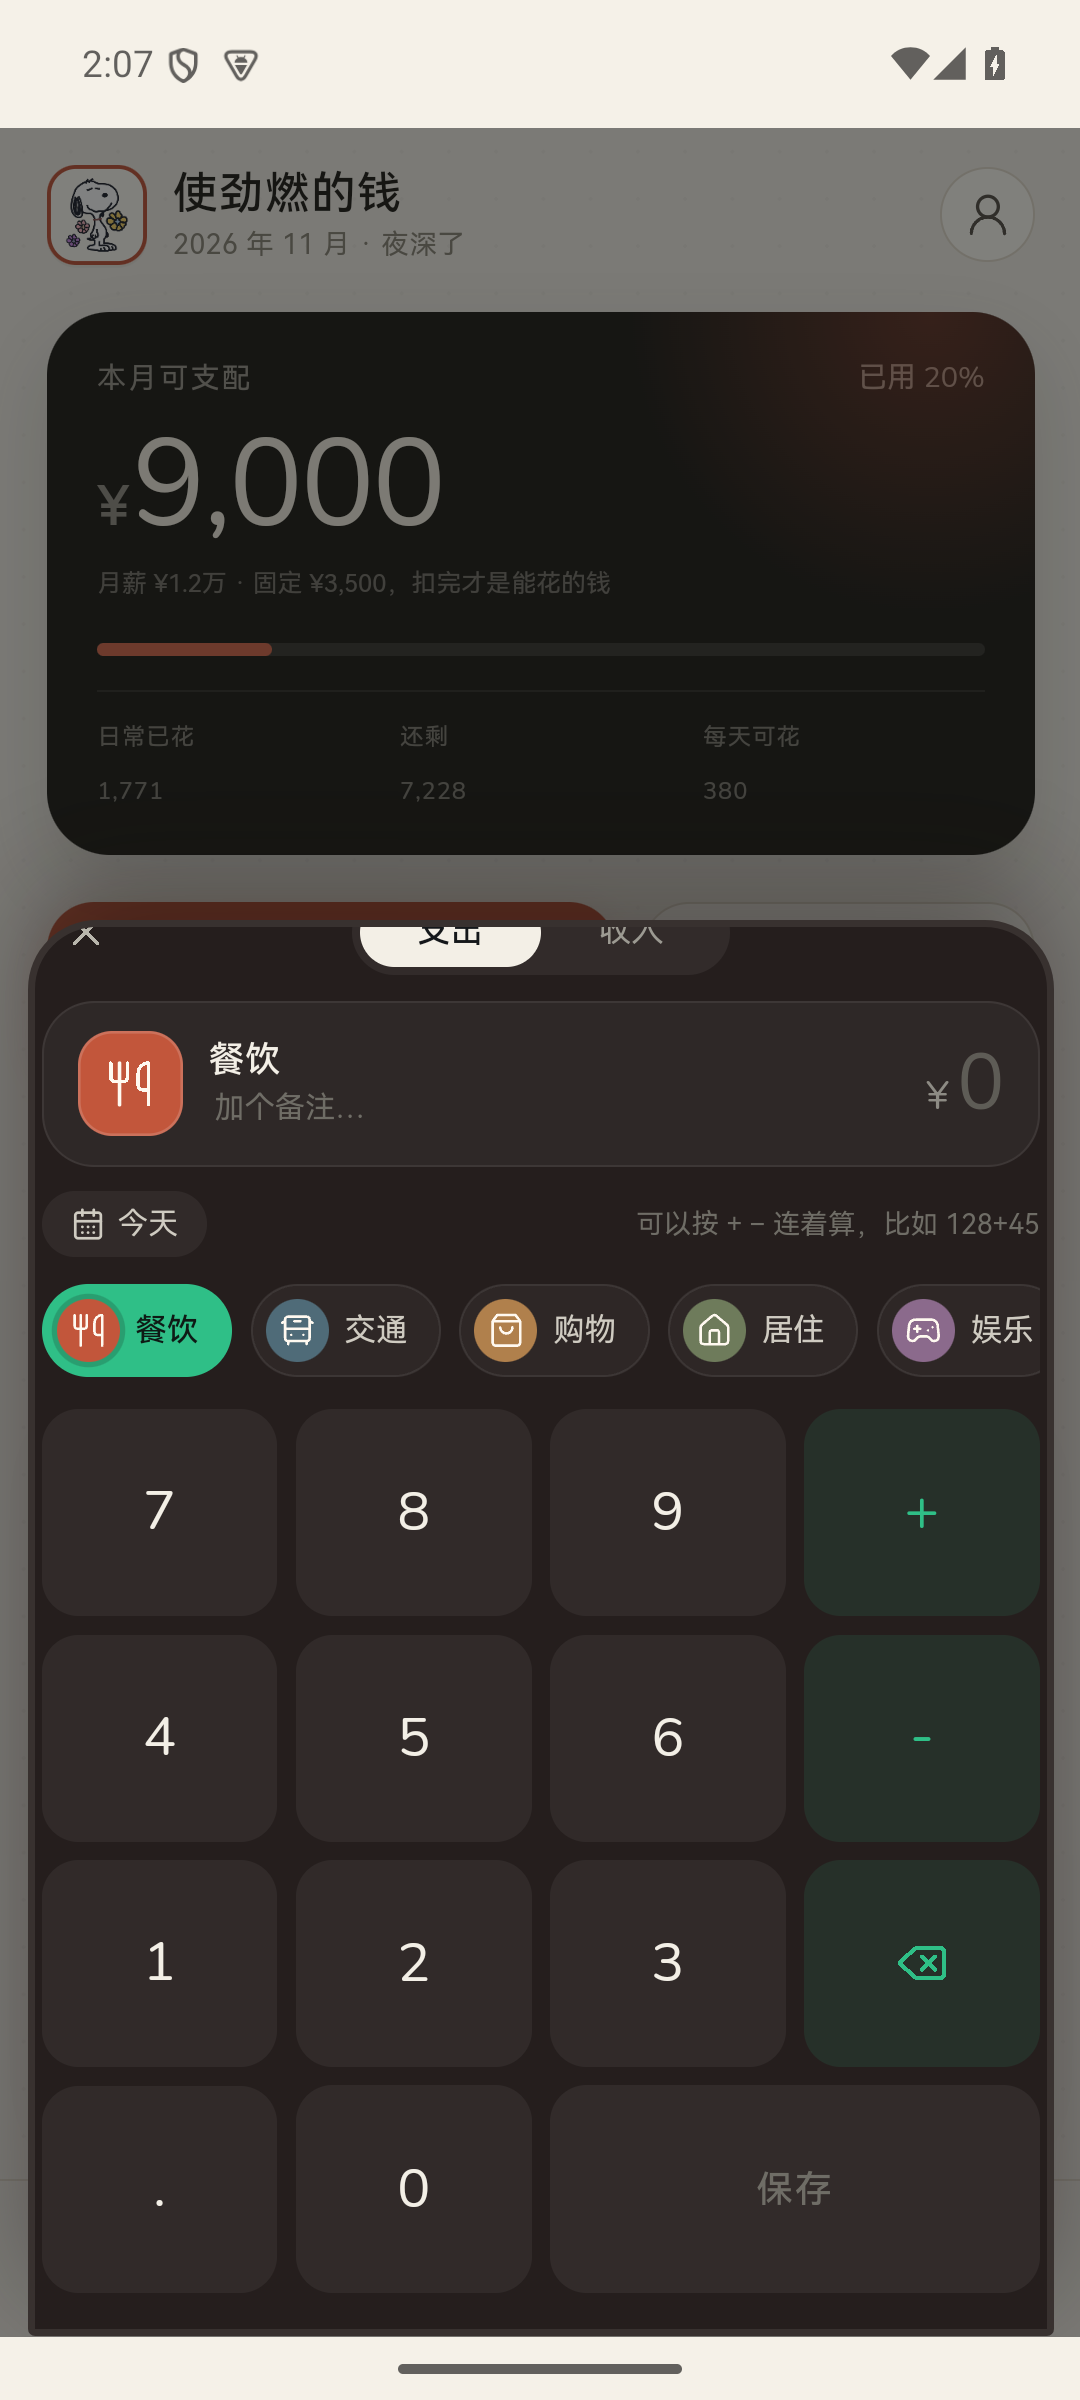 2:07
使劲燃的钱
2026 年 11 月 · 夜深了
本月可支配
已用 20%
¥9,000
月薪 ¥1.2万 · 固定 ¥3,500，扣完才是能花的钱
日常已花 还剩 每天可花
1,771 7,228 380
支出 收入
餐饮
加个备注...
¥0
今天
可以按 + − 连着算，比如 128+45
餐饮 交通 购物 居住 娱乐
7 8 9 +
4 5 6 -
1 2 3
. 0 保存